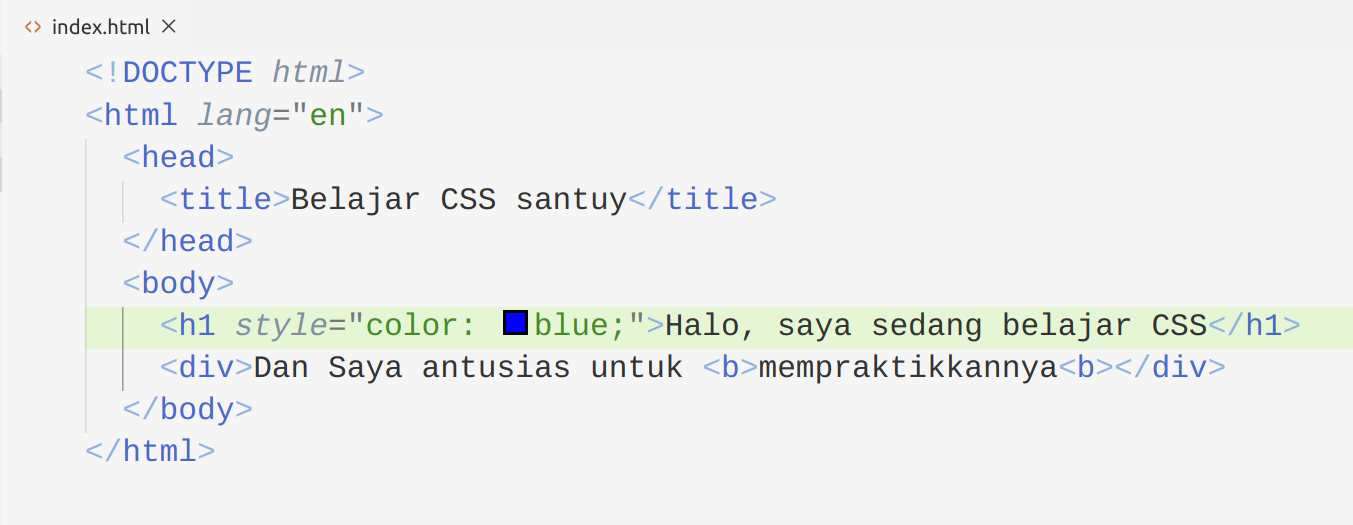 index.html
<!DOCTYPE html>
<html lang="en">
<head>
<title>Belajar CSS santuy</title>
</head>
<body>
<h1 style="color: blue;">Halo, saya sedang belajar CSS</h1>
<div>Dan Saya antusias untuk <b>mempraktikkannya<b></div>
</body>
</html>